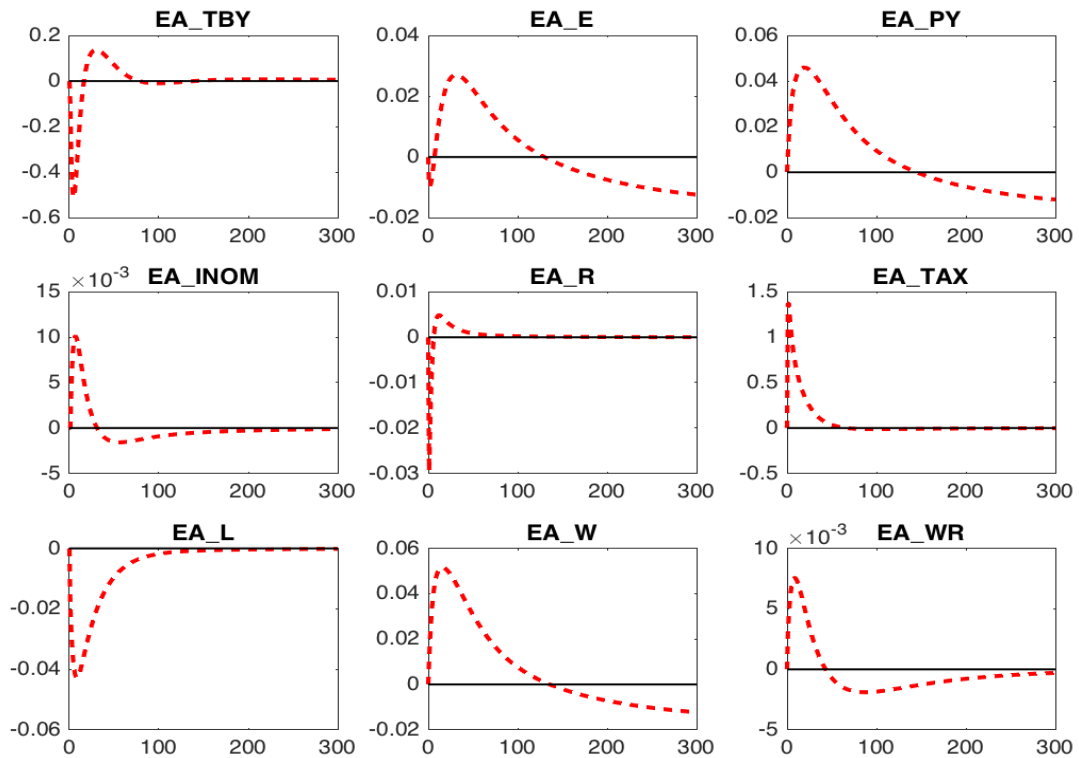 EA_TBY EA_E EA_PY
0.2 0.04 0.06
0 0.02 0.04
-0.2 0 0.02
-0.4 0
-0.6 -0.02 -0.02
0 100 200 300 0 100 200 300 0 100 200 300
×10⁻³ EA_INOM EA_R EA_TAX
15 0.01 1.5
10 0 1
5 -0.01 0.5
0 -0.02 0
-5 -0.03 -0.5
0 100 200 300 0 100 200 300 0 100 200 300
EA_L EA_W ×10⁻³ EA_WR
0 0.06 10
-0.02 0.04 5
-0.04 0.02 0
0
-0.06 -0.02 -5
0 100 200 300 0 100 200 300 0 100 200 300